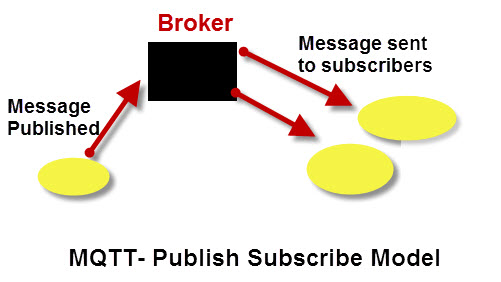 Broker
Message sent
to subscribers
Message
Published
MQTT- Publish Subscribe Model